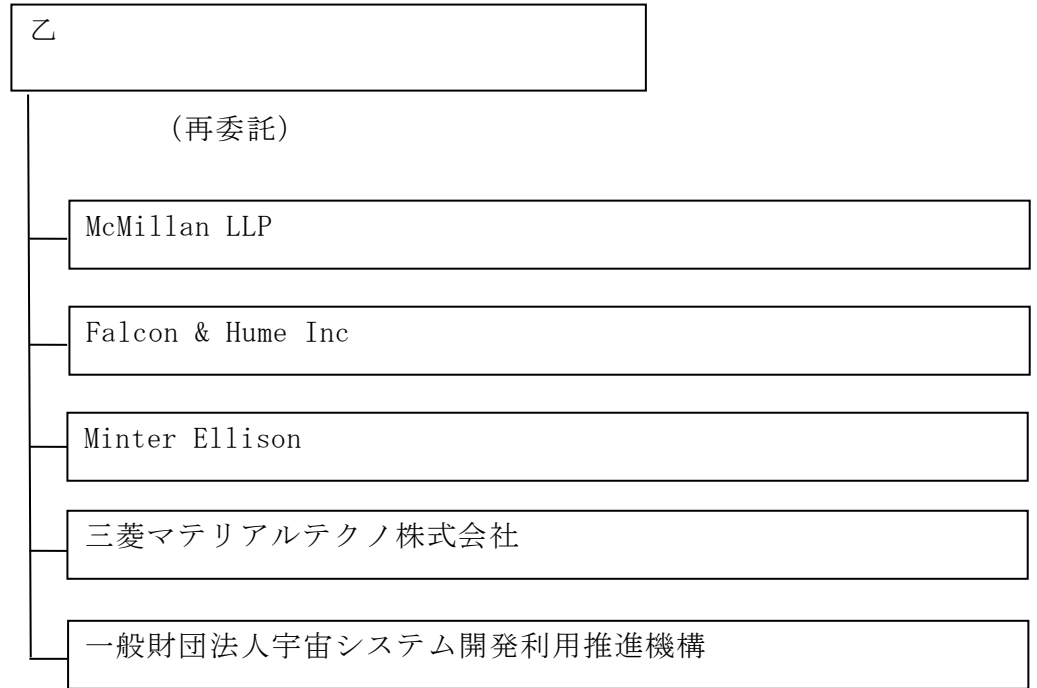 乙
(再委託)
McMillan LLP
Falcon & Hume Inc
Minter Ellison
三菱マテリアルテクノ株式会社
一般財団法人宇宙システム開発利用推進機構